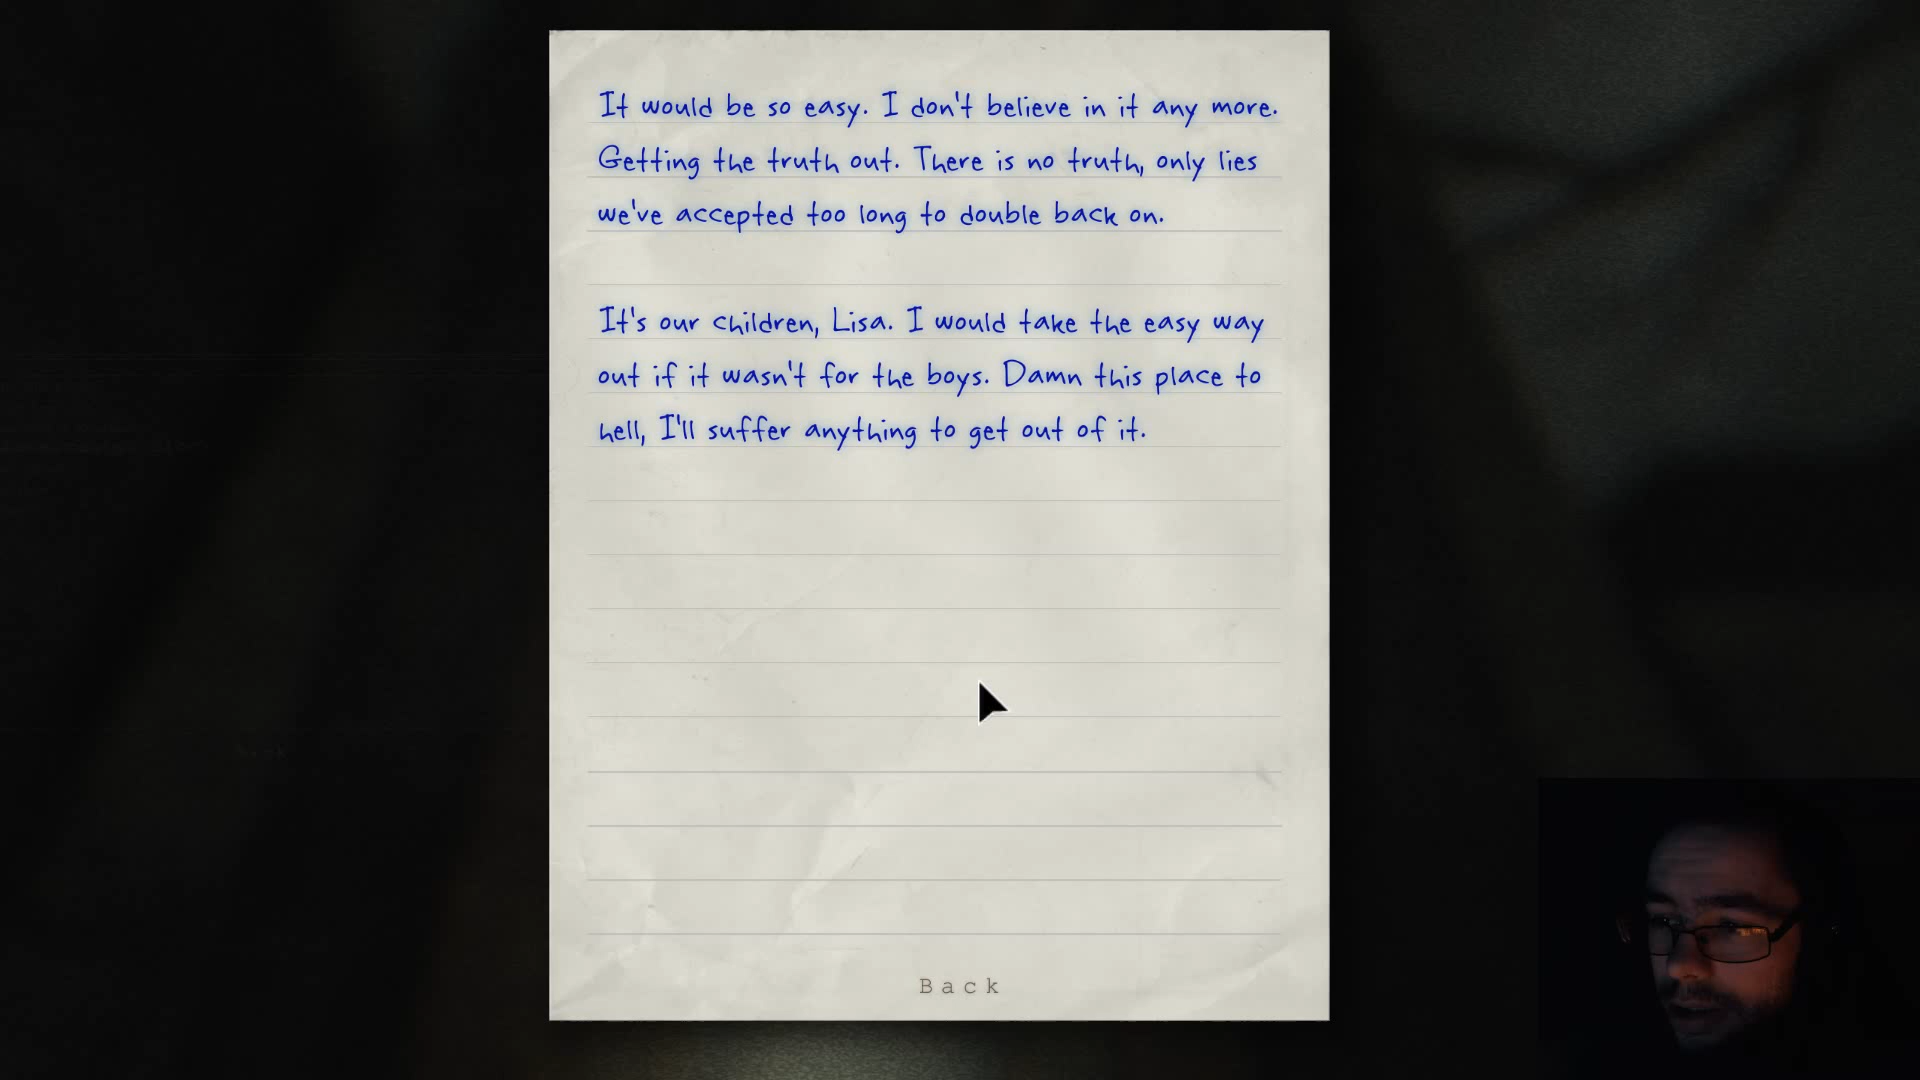 It would be so easy. I don't believe in it any more.
Getting the truth out. There is no truth, only lies
we've accepted too long to double back on.
It's our children, Lisa. I would take the easy way
out if it wasn't for the boys. Damn this place to
hell, I'll suffer anything to get out of it.
Back